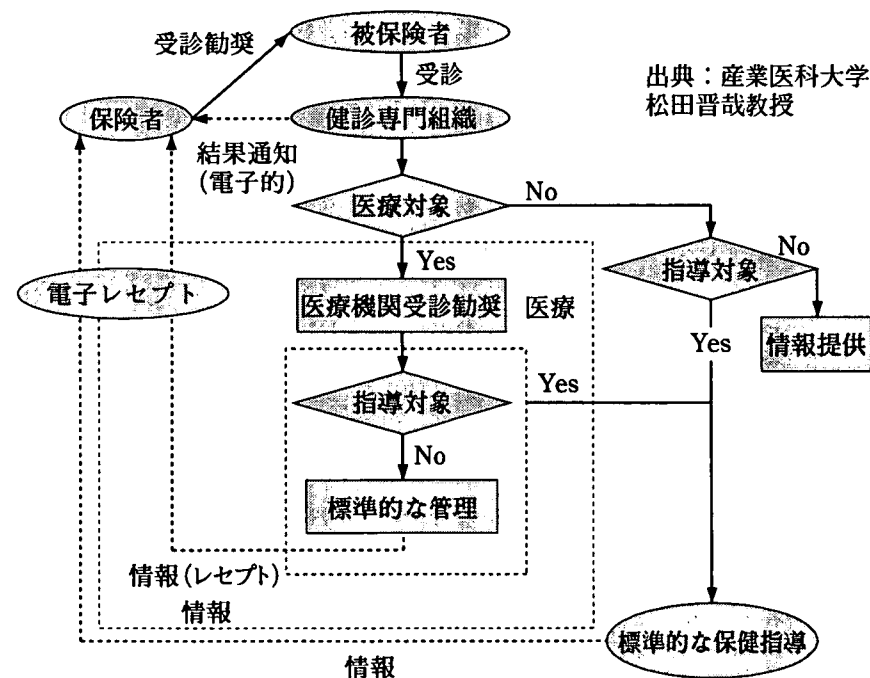 被保険者
受診勧奨
受診
出典：産業医科大学
松田晋哉教授
保険者
健診専門組織
結果通知
(電子的)
医療対象
No
Yes
指導対象
No
電子レセプト
医療機関受診勧奨
医療
Yes
情報提供
指導対象
Yes
No
標準的な管理
情報(レセプト)
情報
標準的な保健指導
情報